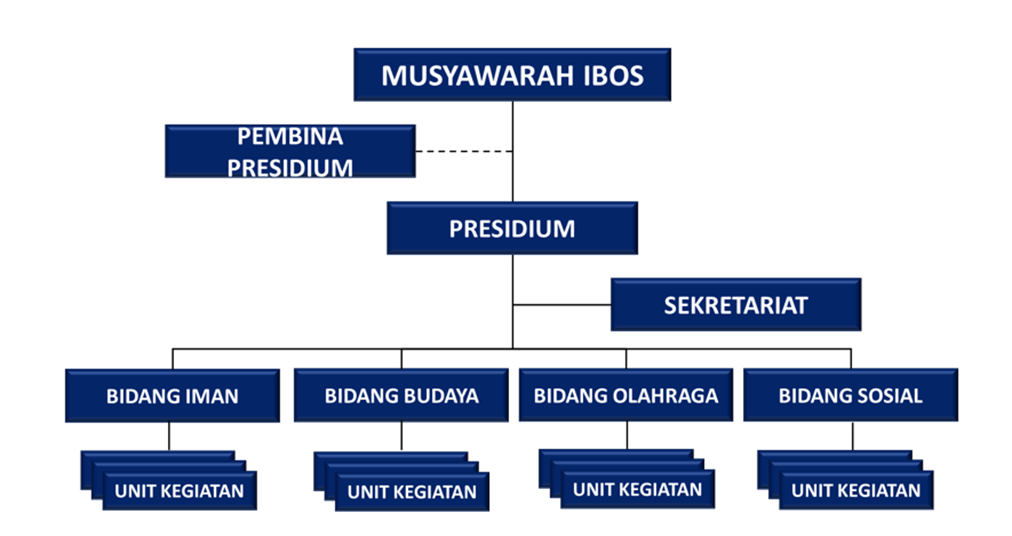 MUSYAWARAH IBOS
PEMBINA
PRESIDIUM
PRESIDIUM
SEKRETARIAT
BIDANG IMAN
BIDANG BUDAYA
BIDANG OLAHRAGA
BIDANG SOSIAL
UNIT KEGIATAN
UNIT KEGIATAN
UNIT KEGIATAN
UNIT KEGIATAN